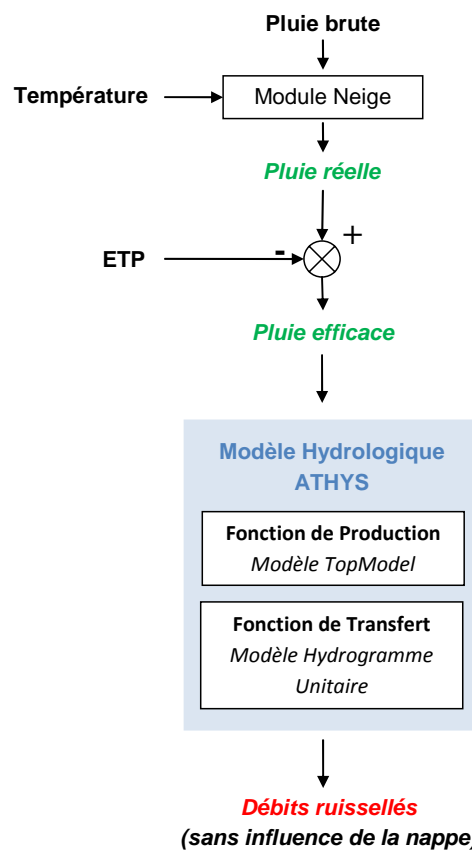 Pluie brute
Température
Module Neige
Pluie réelle
+
-
ETP
Pluie efficace
Modèle Hydrologique
ATHYS
Fonction de Production
Modèle TopModel
Fonction de Transfert
Modèle Hydrogramme
Unitaire
Débits ruissellés
(sans influence de la nappe)